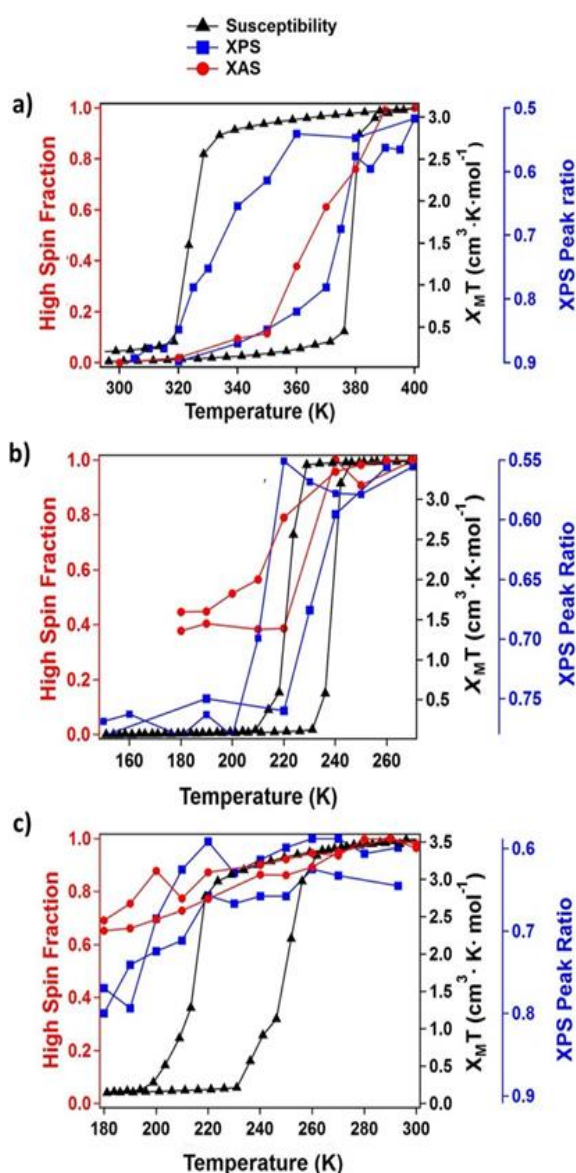 Susceptibility
XPS
XAS
a)
1.0
0.8
0.6
0.4
0.2
0.0
High Spin Fraction
3.0
2.5
2.0
1.5
1.0
0.5
XMT (cm3·K·mol-1)
0.5
0.6
0.7
0.8
0.9
XPS Peak ratio
300 320 340 360 380 400
Temperature (K)
b)
1.0
0.8
0.6
0.4
0.2
0.0
High Spin Fraction
3.0
2.5
2.0
1.5
1.0
0.5
XMT (cm3·K·mol-1)
0.55
0.60
0.65
0.70
0.75
XPS Peak Ratio
160 180 200 220 240 260
Temperature (K)
c)
1.0
0.8
0.6
0.4
0.2
0.0
High Spin Fraction
3.5
3.0
2.5
2.0
1.5
1.0
0.5
0.0
XMT (cm3· K· mol-1)
0.6
0.7
0.8
0.9
XPS Peak Ratio
180 200 220 240 260 280 300
Temperature (K)